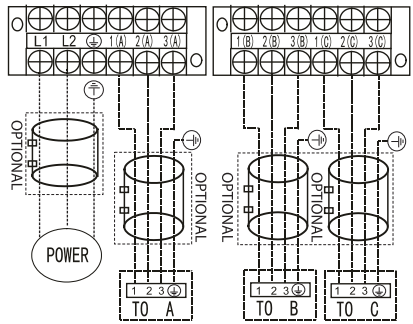 L1 L2 1(A) 2(A) 3(A)
1(B) 2(B) 3(B) 1(C) 2(C) 3(C)
OPTIONAL
OPTIONAL
OPTIONAL
OPTIONAL
POWER
1 2 3
TO A
1 2 3
TO B
1 2 3
TO C